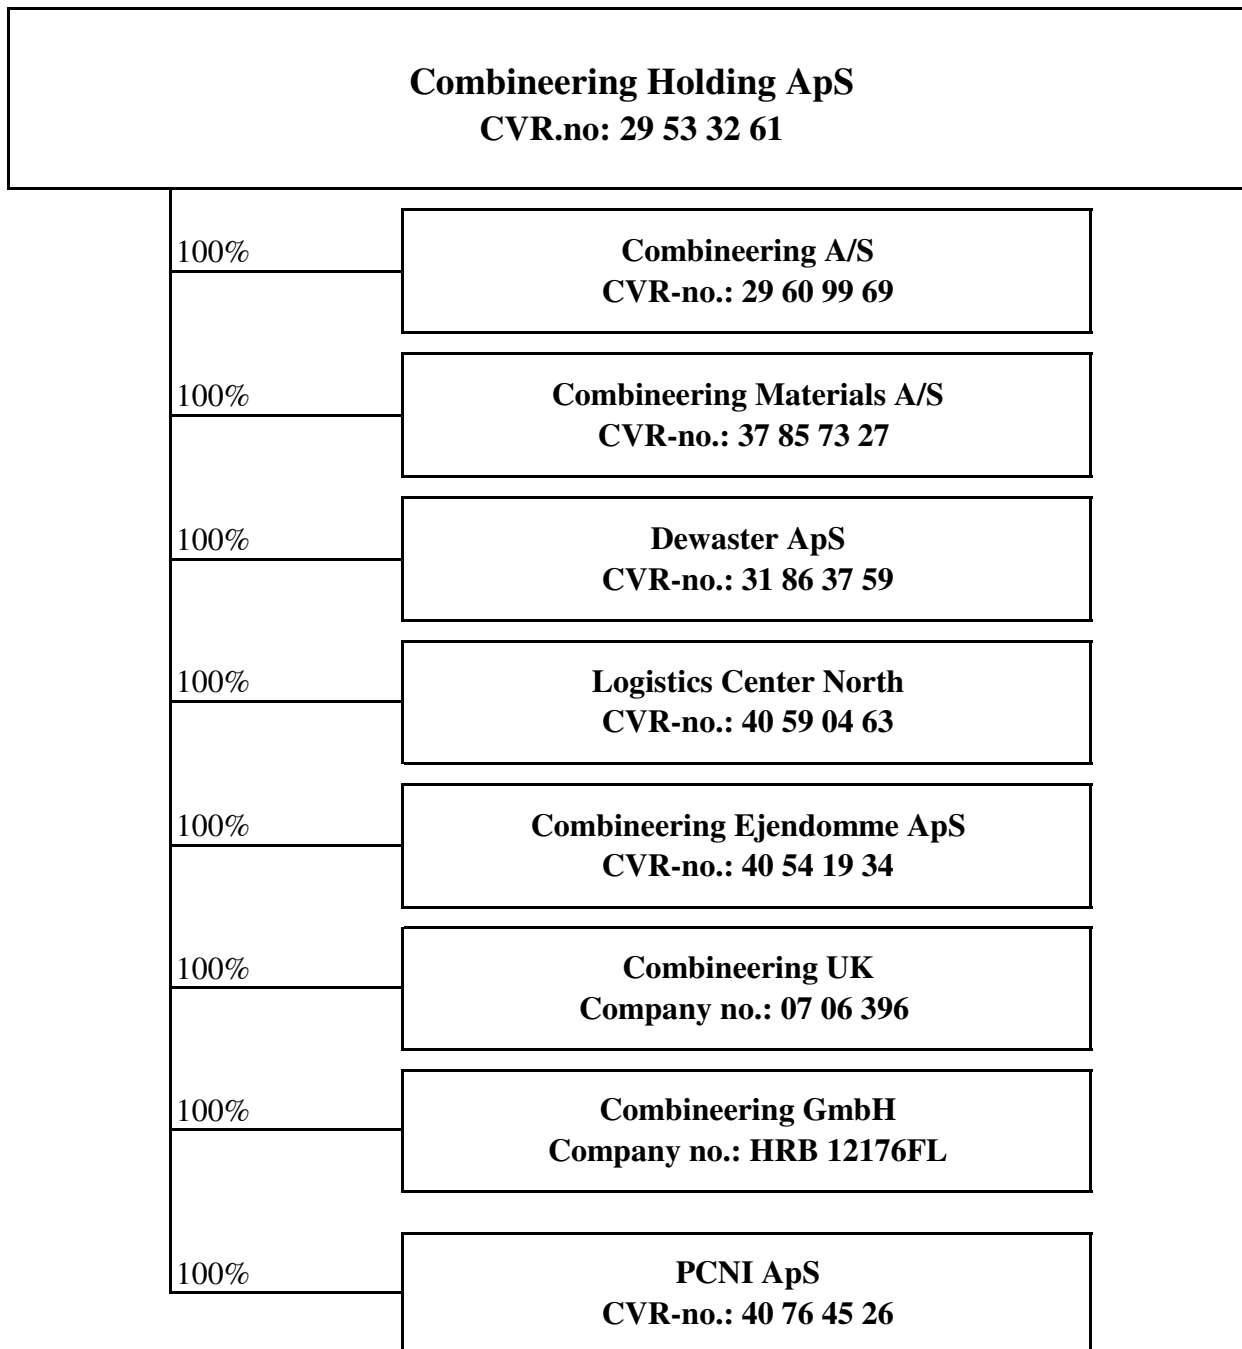 Combineering Holding ApS
CVR.no: 29 53 32 61
100%
Combineering A/S
CVR-no.: 29 60 99 69
100%
Combineering Materials A/S
CVR-no.: 37 85 73 27
100%
Dewaster ApS
CVR-no.: 31 86 37 59
100%
Logistics Center North
CVR-no.: 40 59 04 63
100%
Combineering Ejendomme ApS
CVR-no.: 40 54 19 34
100%
Combineering UK
Company no.: 07 06 396
100%
Combineering GmbH
Company no.: HRB 12176FL
100%
PCNI ApS
CVR-no.: 40 76 45 26